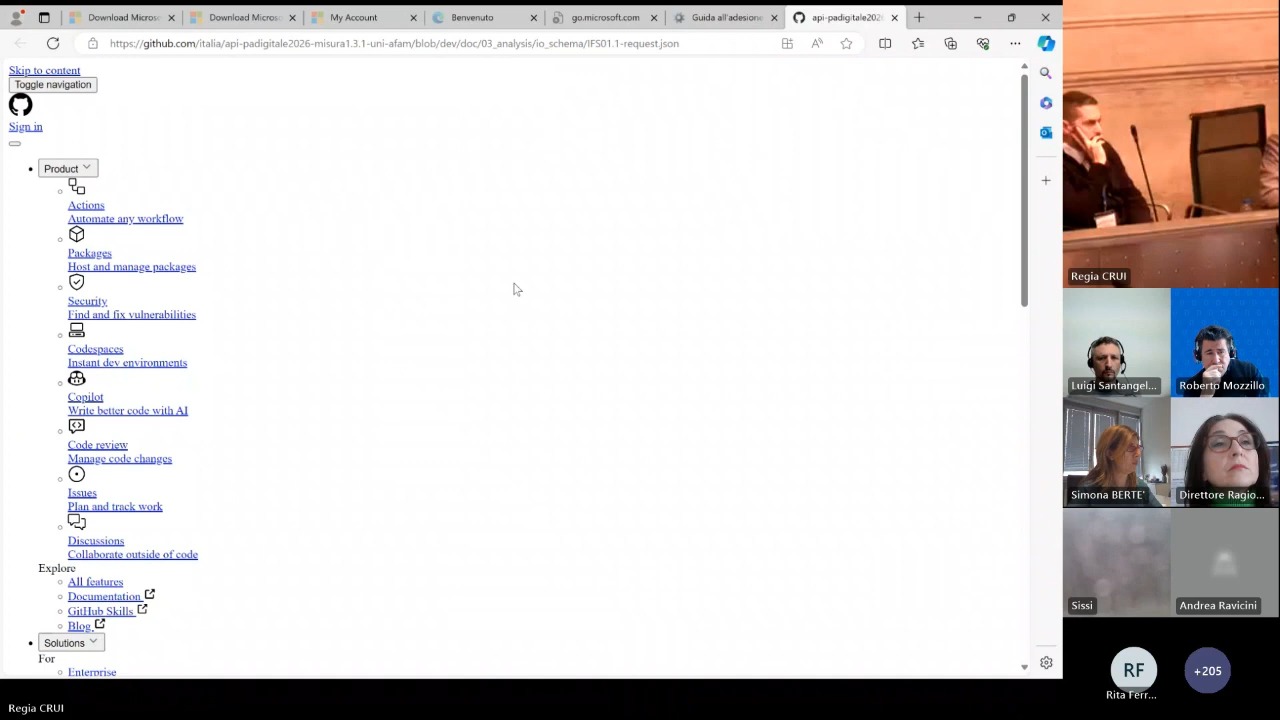 Download Micros
Download Micros
My Account
Benvenuto
go.microsoft.com
Guida all'adesione
api-padigitale202
https://github.com/italia/api-padigitale2026-misura1.3.1-uni-afam/blob/dev/doc/03_analysis/io_schema/IFS01.1-request.json
Skip to content
Toggle navigation
Sign in
Product
Actions
Automate any workflow
Packages
Host and manage packages
Security
Find and fix vulnerabilities
Codespaces
Instant dev environments
Copilot
Write better code with AI
Code review
Manage code changes
Issues
Plan and track work
Discussions
Collaborate outside of code
Explore
All features
Documentation
GitHub Skills
Blog
Solutions
For
Enterprise
Regia CRUI
Luigi Santangel...
Roberto Mozzillo
Simona BERTE'
Direttore Ragio...
Sissi
Andrea Ravicini
RF
Rita Ferr...
+205
Regia CRUI